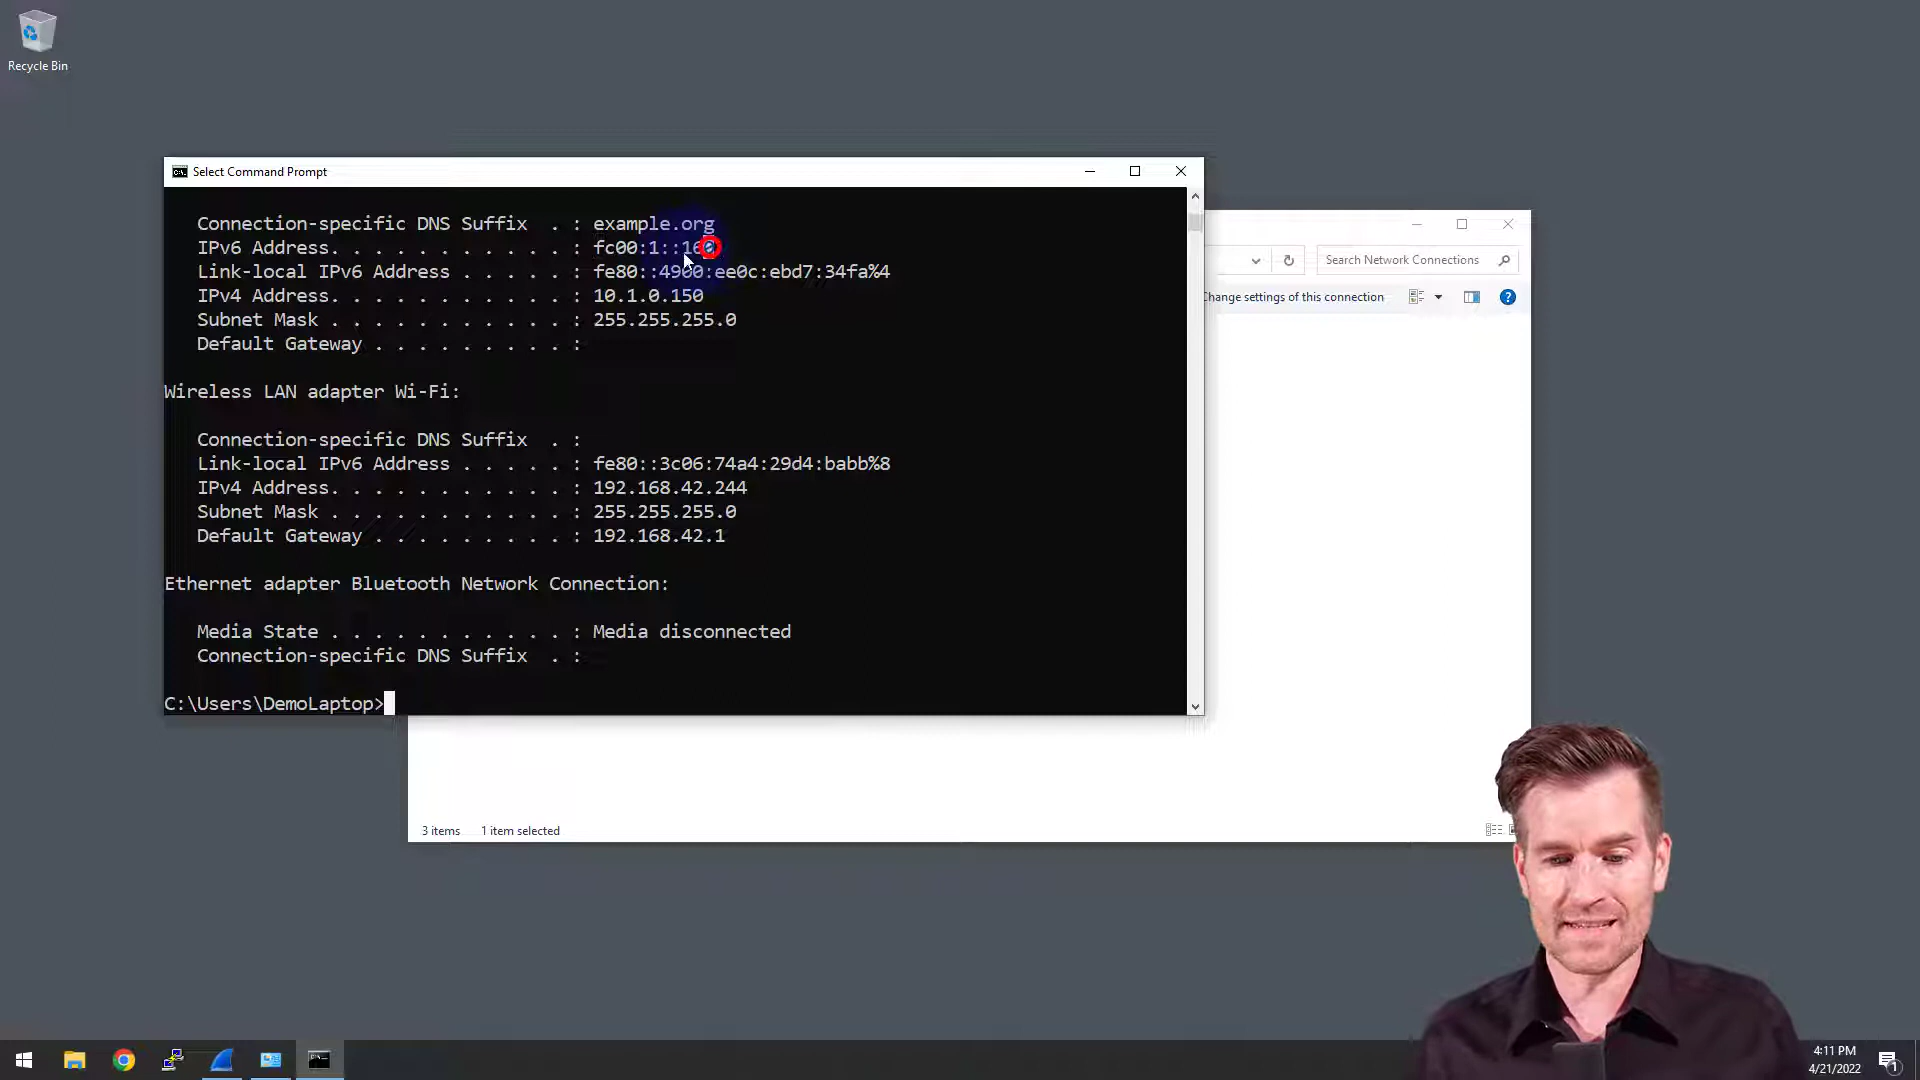 Recycle Bin
Select Command Prompt
Connection-specific DNS Suffix  . : example.org
IPv6 Address. . . . . . . . . . . : fc00:1::160
Link-local IPv6 Address . . . . . : fe80::4900:ee0c:ebd7:34fa%4
IPv4 Address. . . . . . . . . . . : 10.1.0.150
Subnet Mask . . . . . . . . . . . : 255.255.255.0
Default Gateway . . . . . . . . . :
Wireless LAN adapter Wi-Fi:
Connection-specific DNS Suffix  . :
Link-local IPv6 Address . . . . . : fe80::3c06:74a4:29d4:babb%8
IPv4 Address. . . . . . . . . . . : 192.168.42.244
Subnet Mask . . . . . . . . . . . : 255.255.255.0
Default Gateway . . . . . . . . . : 192.168.42.1
Ethernet adapter Bluetooth Network Connection:
Media State . . . . . . . . . . . : Media disconnected
Connection-specific DNS Suffix  . :
C:\Users\DemoLaptop>
Search Network Connections
Change settings of this connection
3 items  1 item selected
4:11 PM
4/21/2022
1